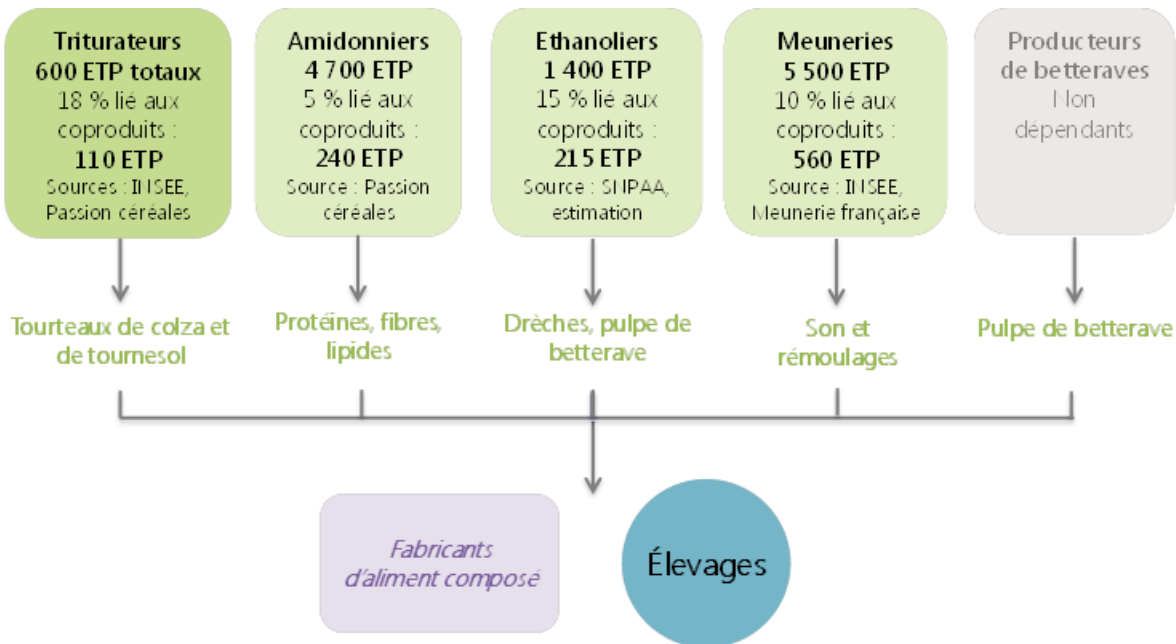 Triturateurs
600 ETP totaux
18 % lié aux
coproduits :
110 ETP
Sources : INSEE,
Passion céréales
Amidonniers
4 700 ETP
5 % lié aux
coproduits :
240 ETP
Source : Passion
céréales
Ethanoliers
1 400 ETP
15 % lié aux
coproduits :
215 ETP
Source : SNPAA,
estimation
Meuneries
5 500 ETP
10 % lié aux
coproduits :
560 ETP
Source : INSEE,
Meunerie française
Producteurs
de betteraves
Non
dépendants
Tourteaux de colza et
de tournesol
Protéines, fibres,
lipides
Drèches, pulpe de
betterave
Son et
rémoulages
Pulpe de betterave
Fabricants
d'aliment composé
Élevages